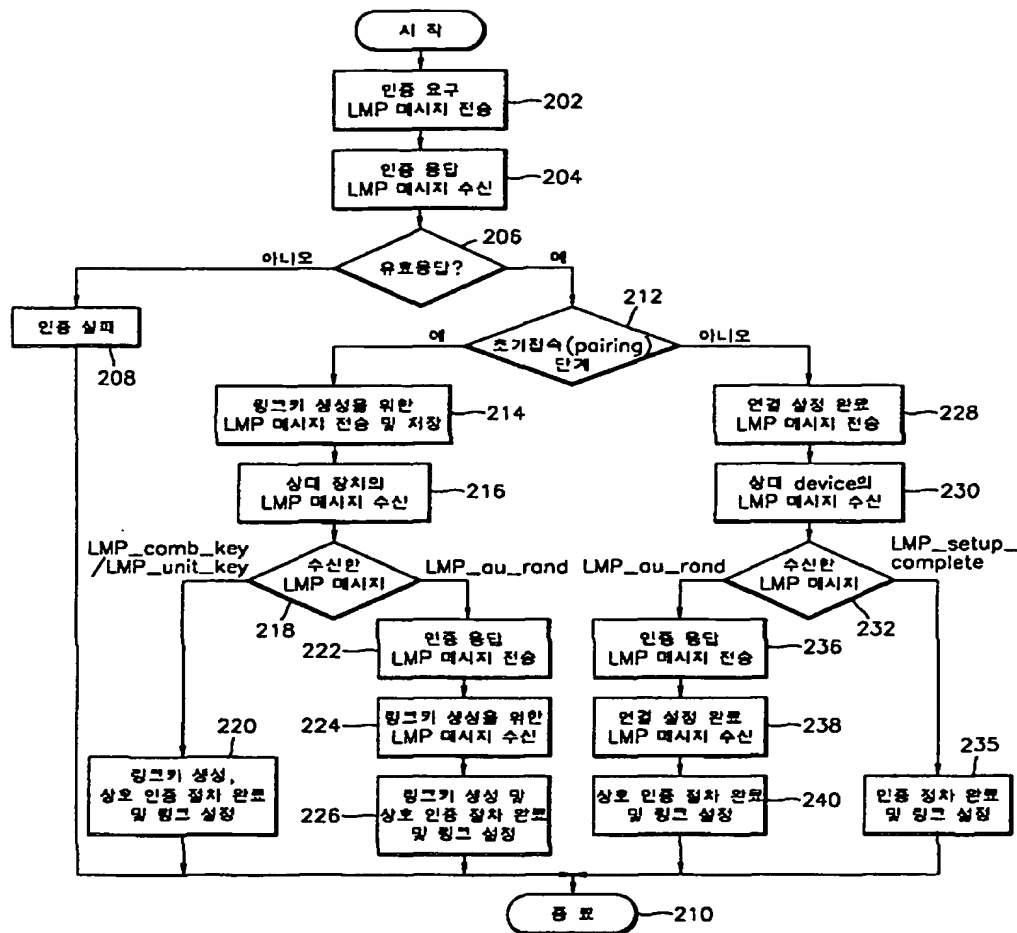 시 작
인증 요구
LMP 메시지 전송
202
인증 응답
LMP 메시지 수신
204
206
유효응답?
아니오
예
인증 실패
208
212
초기접속(pairing)
단계
예
아니오
링크키 생성을 위한
LMP 메시지 전송 및 저장
214
연결 설정 완료
LMP 메시지 전송
228
상대 장치의
LMP 메시지 수신
216
상대 device의
LMP 메시지 수신
230
LMP_comb_key
/LMP_unit_key
수신한
LMP 메시지
218
LMP_au_rand
LMP_au_rand
수신한
LMP 메시지
232
LMP_setup_
complete
222
인증 응답
LMP 메시지 전송
인증 응답
LMP 메시지 전송
236
224
링크키 생성을 위한
LMP 메시지 수신
연결 설정 완료
LMP 메시지 수신
238
220
링크키 생성,
상호 인증 절차 완료
및 링크 설정
226
링크키 생성 및
상호 인증 절차 완료
및 링크 설정
상호 인증 절차 완료
및 링크 설정
240
235
인증 절차 완료
및 링크 설정
종 료
210